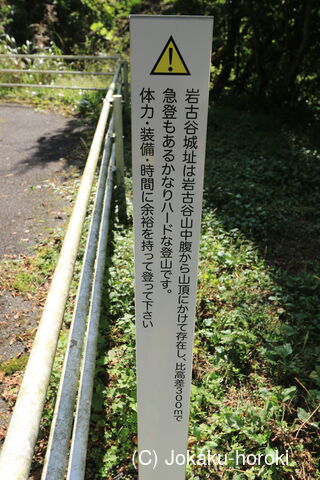 岩古谷城址は岩古谷山中腹から山頂にかけて存在し、比高差300mで
急登もあるかなりハードな登山です。
体力・装備・時間に余裕を持って登って下さい
(C) Jokaku-horoki